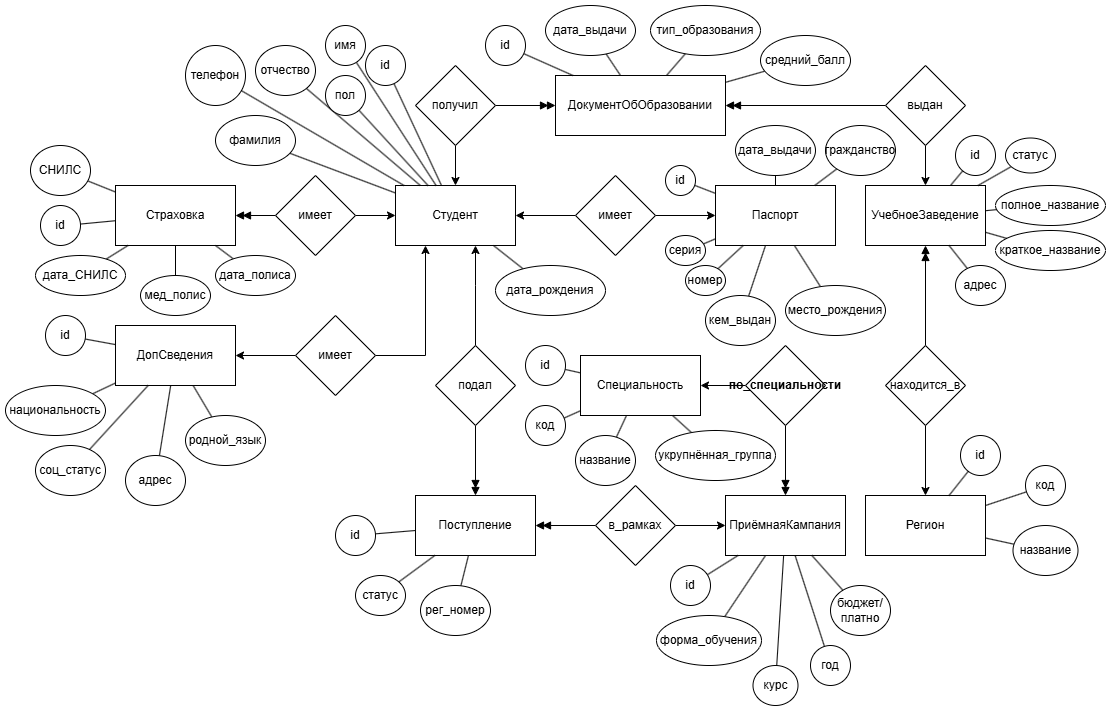 дата_выдачи
тип_образования
id
имя
средний_балл
id
телефон
отчество
пол
получил
ДокументОбОбразовании
выдан
фамилия
дата_выдачи
гражданство
id
статус
СНИЛС
id
полное_название
Страховка
имеет
Студент
имеет
Паспорт
УчебноеЗаведение
id
серия
краткое_название
дата_СНИЛС
дата_полиса
номер
адрес
мед_полис
дата_рождения
место_рождения
кем_выдан
id
ДопСведения
имеет
id
подал
Специальность
по_специальности
находится_в
национальность
код
родной_язык
название
укрупнённая_группа
id
соц_статус
адрес
код
id
Поступление
в_рамках
ПриёмнаяКампания
Регион
название
id
статус
рег_номер
бюджет/
платно
форма_обучения
год
курс